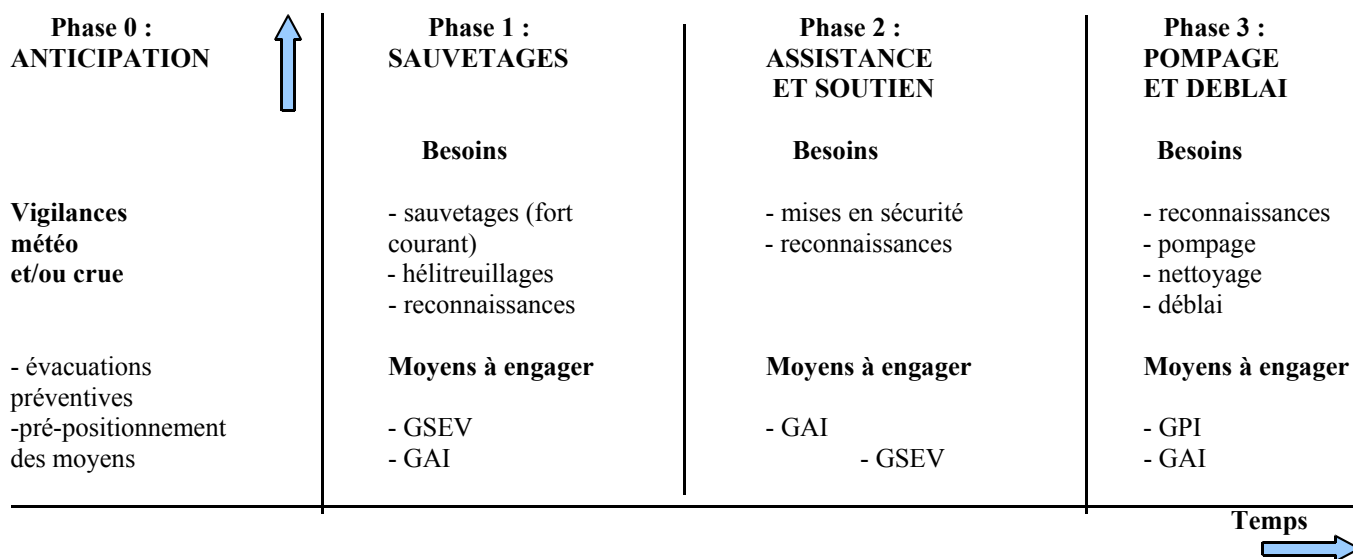 Phase 0 :
ANTICIPATION
Vigilances
météo
et/ou crue
- évacuations
préventives
-pré-positionnement
des moyens
Phase 1 :
SAUVETAGES
Besoins
- sauvetages (fort
courant)
- hélitreuillages
- reconnaissances
Moyens à engager
- GSEV
- GAI
Phase 2 :
ASSISTANCE
ET SOUTIEN
Besoins
- mises en sécurité
- reconnaissances
Moyens à engager
- GAI
- GSEV
Phase 3 :
POMPAGE
ET DEBLAI
Besoins
- reconnaissances
- pompage
- nettoyage
- déblai
Moyens à engager
- GPI
- GAI
Temps